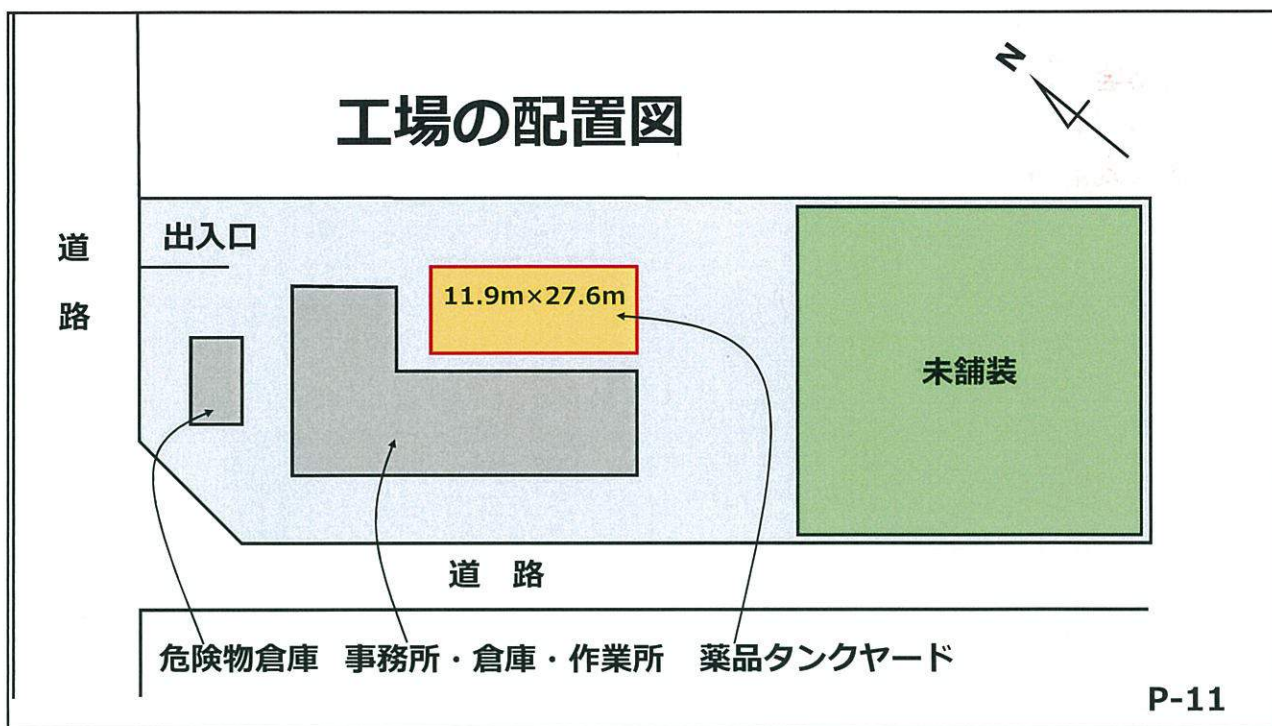 工場の配置図
N
道路
出入口
11.9m×27.6m
未舗装
道 路
危険物倉庫 事務所・倉庫・作業所 薬品タンクヤード
P-11